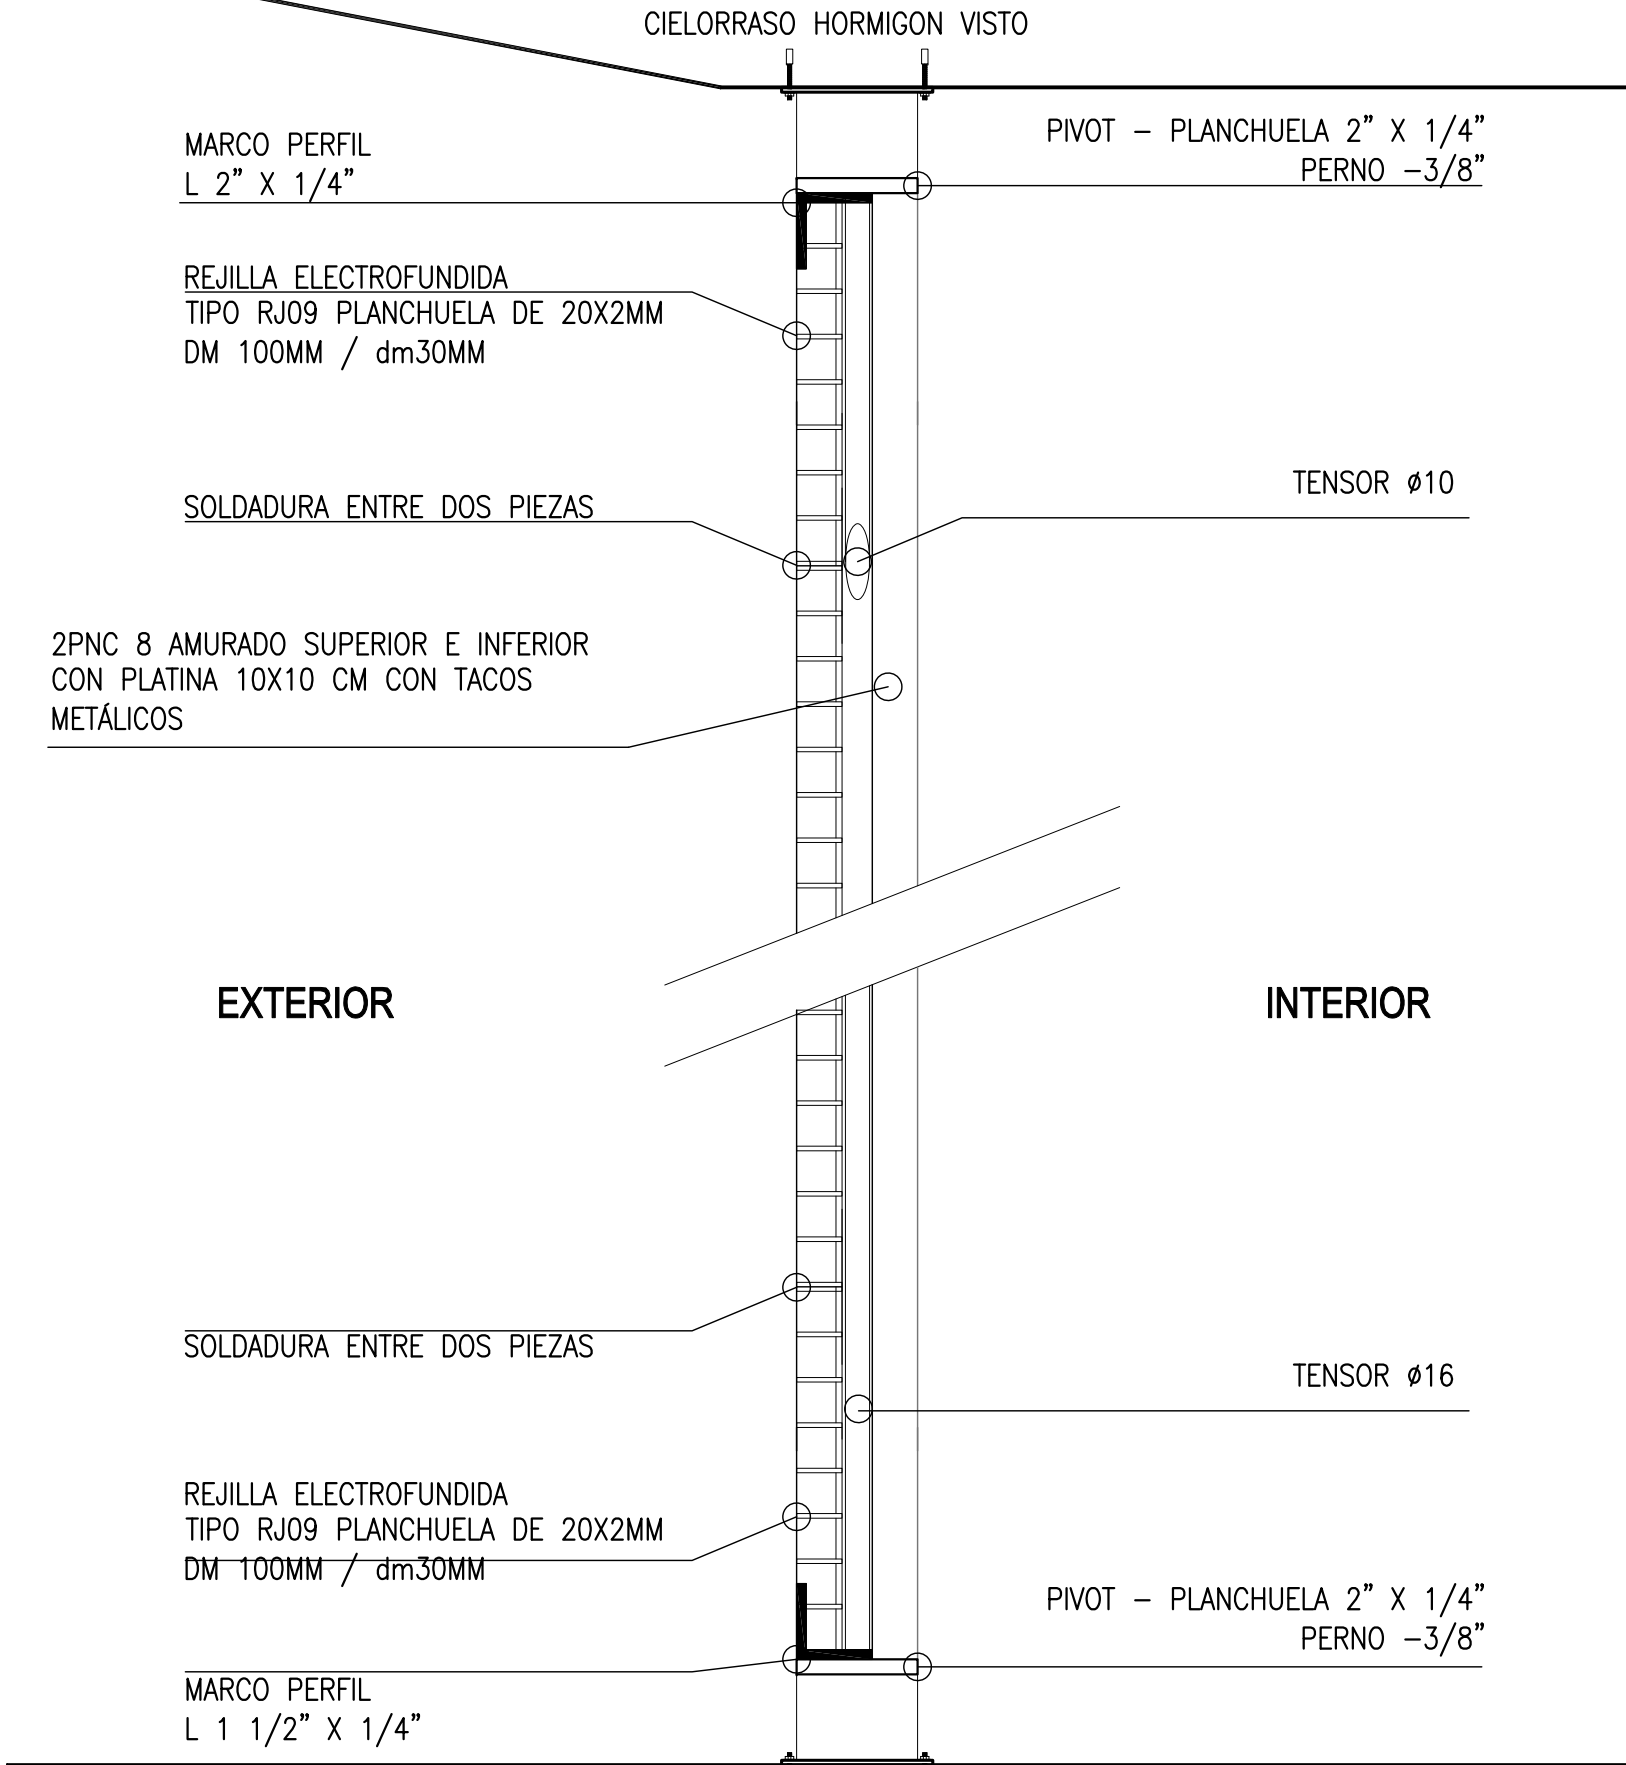 CIELORRASO HORMIGON VISTO
MARCO PERFIL
L 2" X 1/4"
PIVOT – PLANCHUELA 2" X 1/4"
PERNO –3/8"
REJILLA ELECTROFUNDIDA
TIPO RJ09 PLANCHUELA DE 20X2MM
DM 100MM / dm30MM
SOLDADURA ENTRE DOS PIEZAS
TENSOR ø10
2PNC 8 AMURADO SUPERIOR E INFERIOR
CON PLATINA 10X10 CM CON TACOS
METÁLICOS
EXTERIOR
INTERIOR
SOLDADURA ENTRE DOS PIEZAS
TENSOR ø16
REJILLA ELECTROFUNDIDA
TIPO RJ09 PLANCHUELA DE 20X2MM
DM 100MM / dm30MM
PIVOT – PLANCHUELA 2" X 1/4"
PERNO –3/8"
MARCO PERFIL
L 1 1/2" X 1/4"